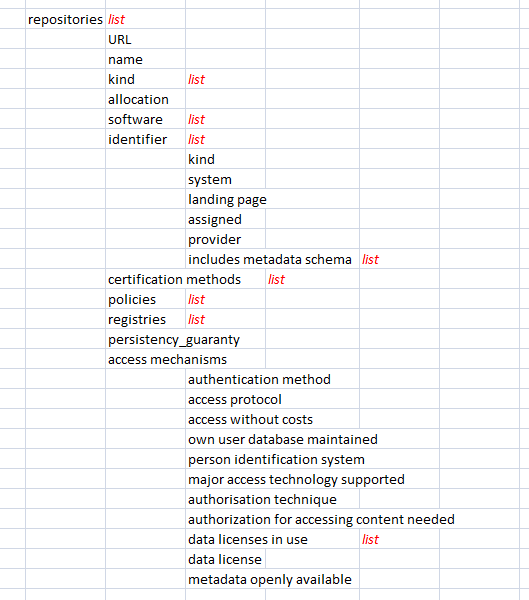 repositories list
URL
name
kind list
allocation
software list
identifier list
kind
system
landing page
assigned
provider
includes metadata schema list
certification methods list
policies list
registries list
persistency_guaranty
access mechanisms
authentication method
access protocol
access without costs
own user database maintained
person identification system
major access technology supported
authorisation technique
authorization for accessing content needed
data licenses in use list
data license
metadata openly available